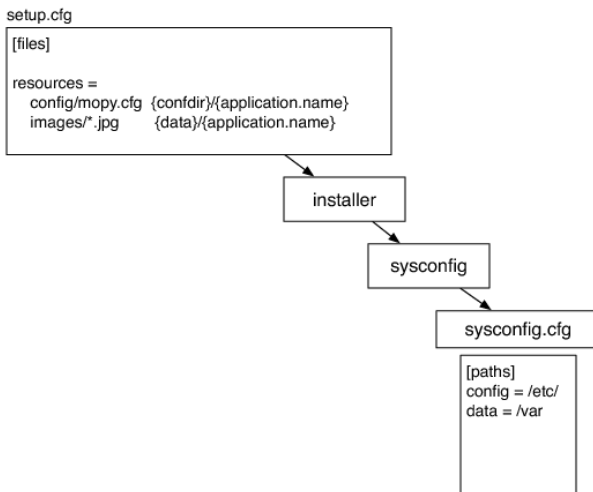 setup.cfg
[files]
resources =
config/mopy.cfg {confdir}/{application.name}
images/*.jpg {data}/{application.name}
installer
sysconfig
sysconfig.cfg
[paths]
config = /etc/
data = /var